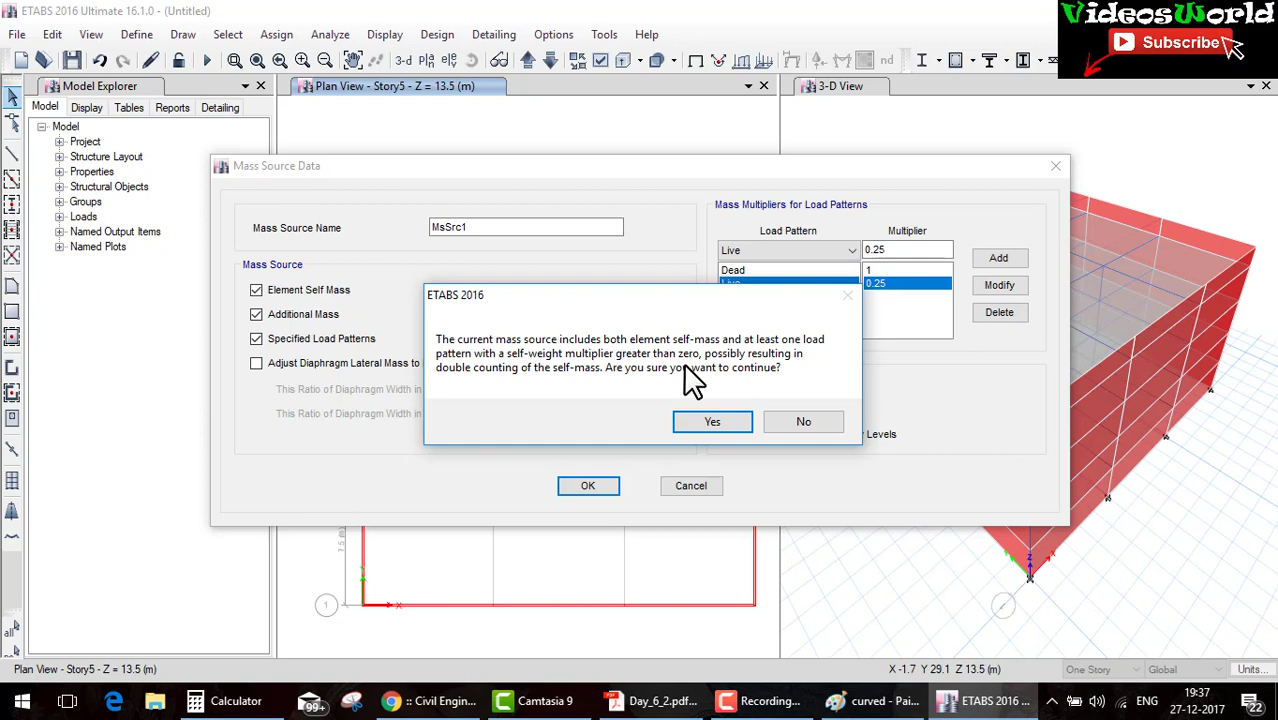 ETABS 2016 Ultimate 16.1.0 - (Untitled)
VideosWorld
Subscribe
File Edit View Define Draw Select Assign Analyze Display Design Detailing Options Tools Help
3-d
Model Explorer
Plan View - Story5 - Z = 13.5 (m)
3-D View
Model Display Tables Reports Detailing
Model
Project
Structure Layout
Properties
Structural Objects
Groups
Loads
Named Output Items
Named Plots
all
Mass Source Data
Mass Source Name
MsSrc1
Mass Source
Element Self Mass
Additional Mass
Specified Load Patterns
Adjust Diaphragm Lateral Mass to
This Ratio of Diaphragm Width in
This Ratio of Diaphragm Width in
Mass Multipliers for Load Patterns
Load Pattern Multiplier
Live 0.25
Dead 1
Live 0.25
Add
Modify
Delete
y Levels
OK Cancel
ETABS 2016
The current mass source includes both element self-mass and at least one load
pattern with a self-weight multiplier greater than zero, possibly resulting in
double counting of the self-mass. Are you sure you want to continue?
Yes No
1
X
X
Y
Z
Plan View - Story5 - Z = 13.5 (m)
X -1.7 Y 29.1 Z 13.5 (m)
One Story
Global
Units...
Calculator
99+
:: Civil Engin...
Camtasia 9
Day_6_2.pdf...
Recording...
curved - Pai...
ETABS 2016 ...
ENG
19:37
27-12-2017
22